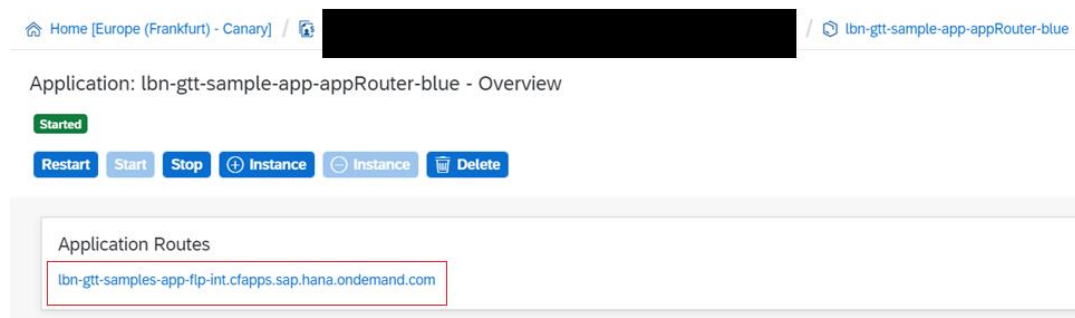 Home [Europe (Frankfurt) - Canary] / / lbn-gtt-sample-app-appRouter-blue
Application: lbn-gtt-sample-app-appRouter-blue - Overview
Started
Restart Start Stop Instance Instance Delete
Application Routes
lbn-gtt-samples-app-flp-int.cfapps.sap.hana.ondemand.com